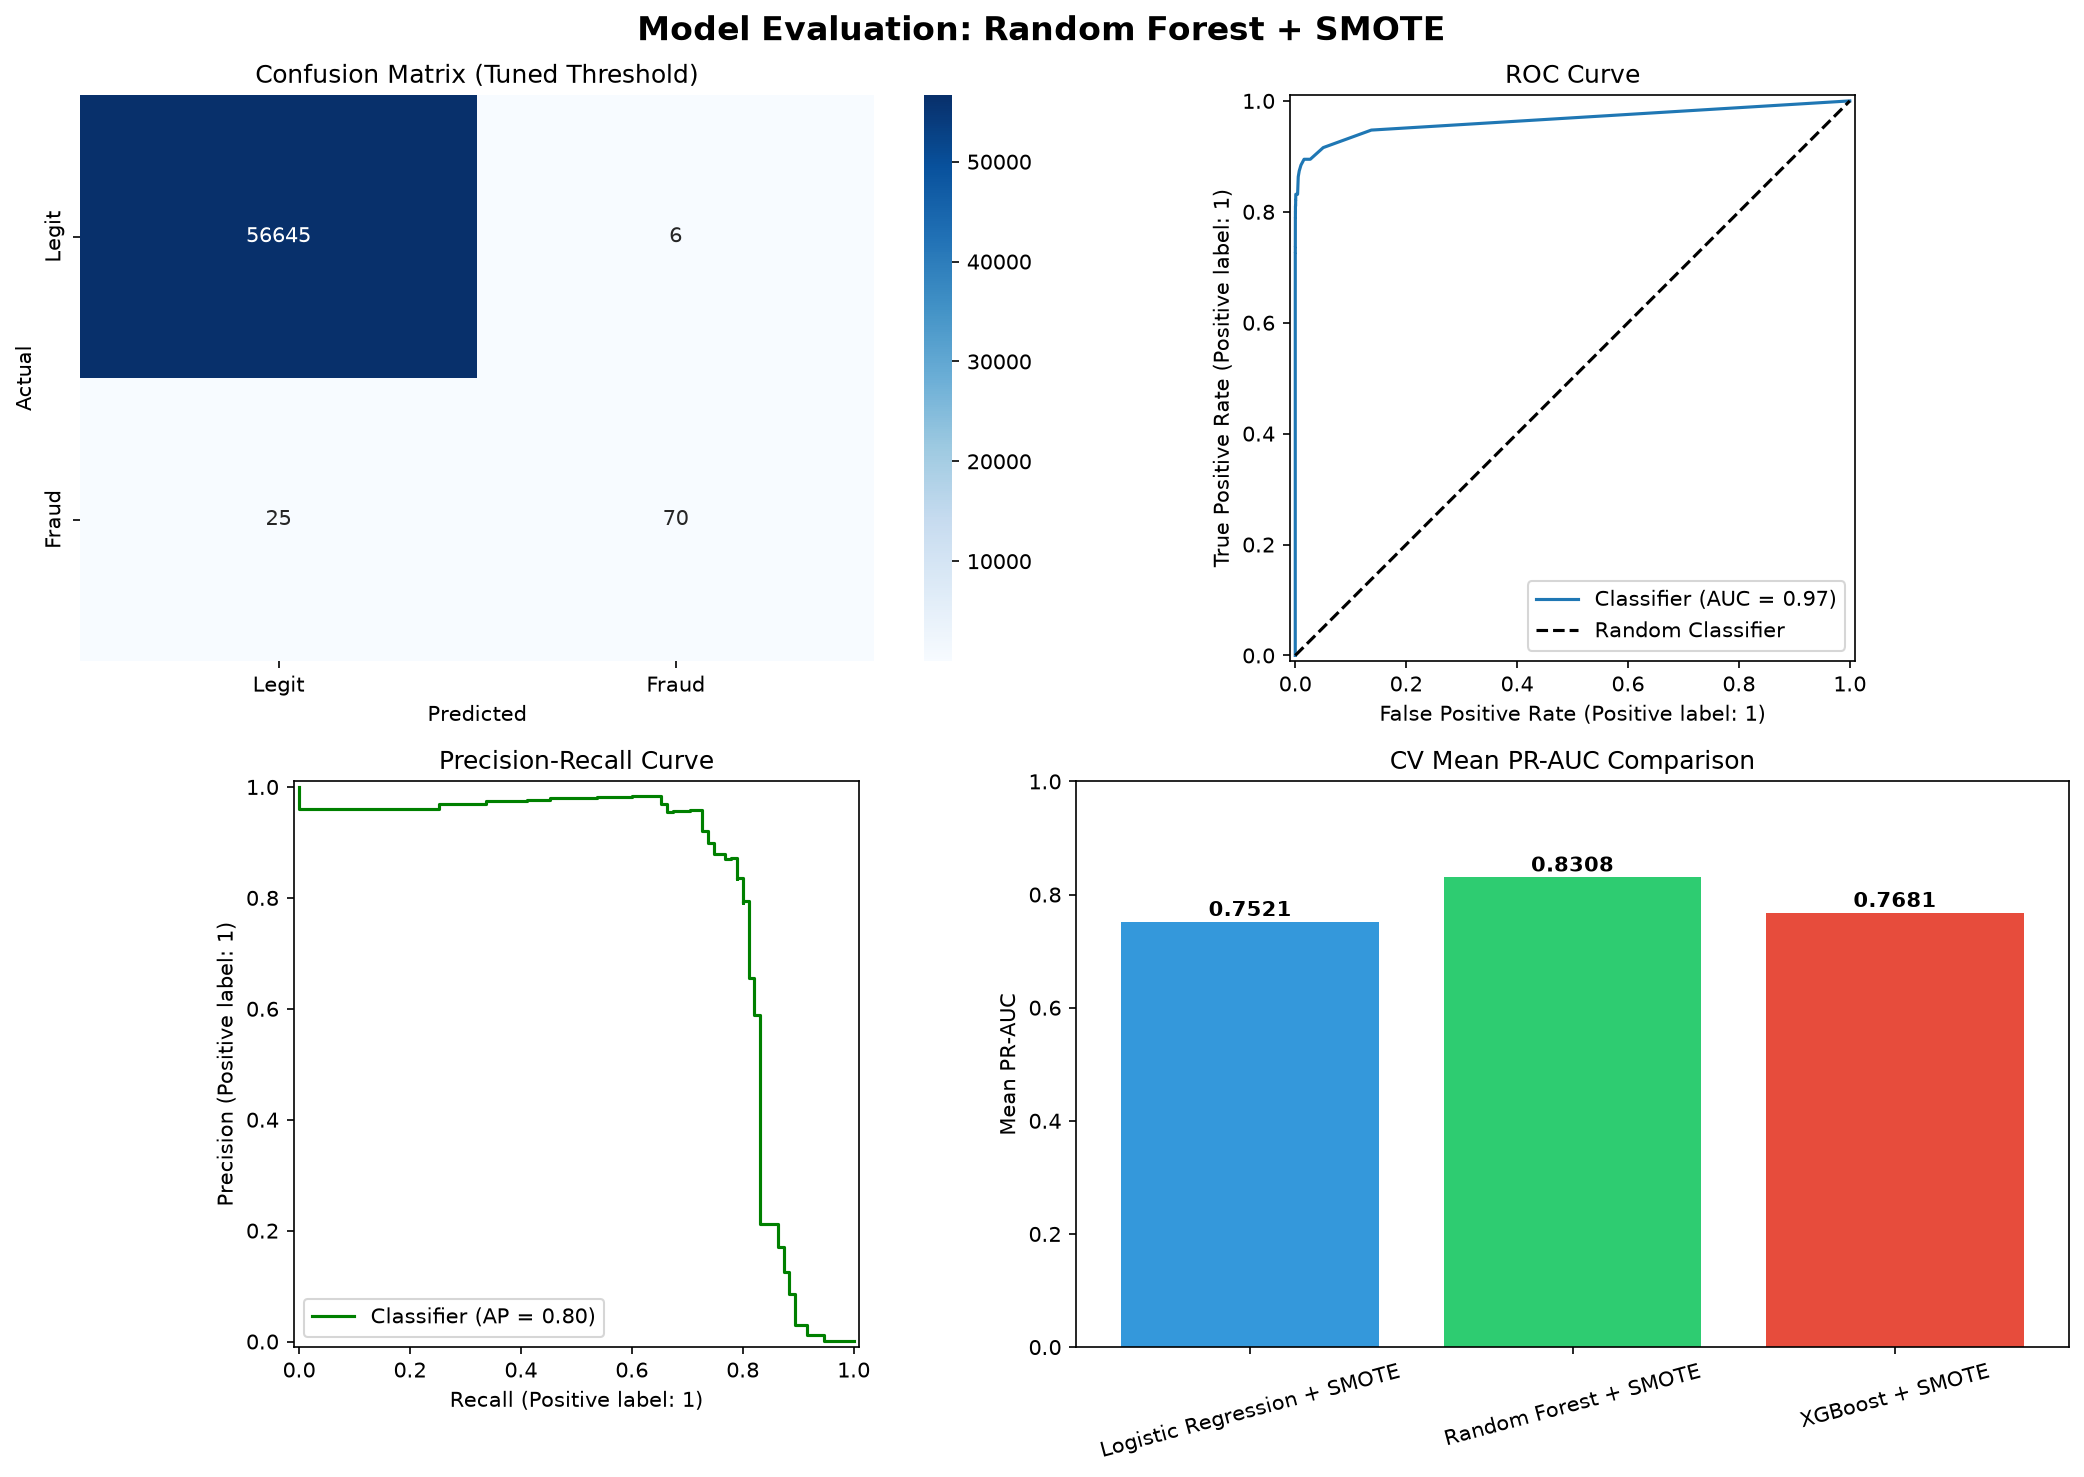 Model Evaluation: Random Forest + SMOTE
Confusion Matrix (Tuned Threshold)
Actual
Legit
Fraud
56645
6
25
70
Legit
Fraud
Predicted
50000
40000
30000
20000
10000
ROC Curve
True Positive Rate (Positive label: 1)
1.0
0.8
0.6
0.4
0.2
0.0
Classifier (AUC = 0.97)
Random Classifier
0.0 0.2 0.4 0.6 0.8 1.0
False Positive Rate (Positive label: 1)
Precision-Recall Curve
Precision (Positive label: 1)
1.0
0.8
0.6
0.4
0.2
0.0
Classifier (AP = 0.80)
0.0 0.2 0.4 0.6 0.8 1.0
Recall (Positive label: 1)
CV Mean PR-AUC Comparison
Mean PR-AUC
1.0
0.8
0.6
0.4
0.2
0.0
0.7521
0.8308
0.7681
Logistic Regression + SMOTE
Random Forest + SMOTE
XGBoost + SMOTE